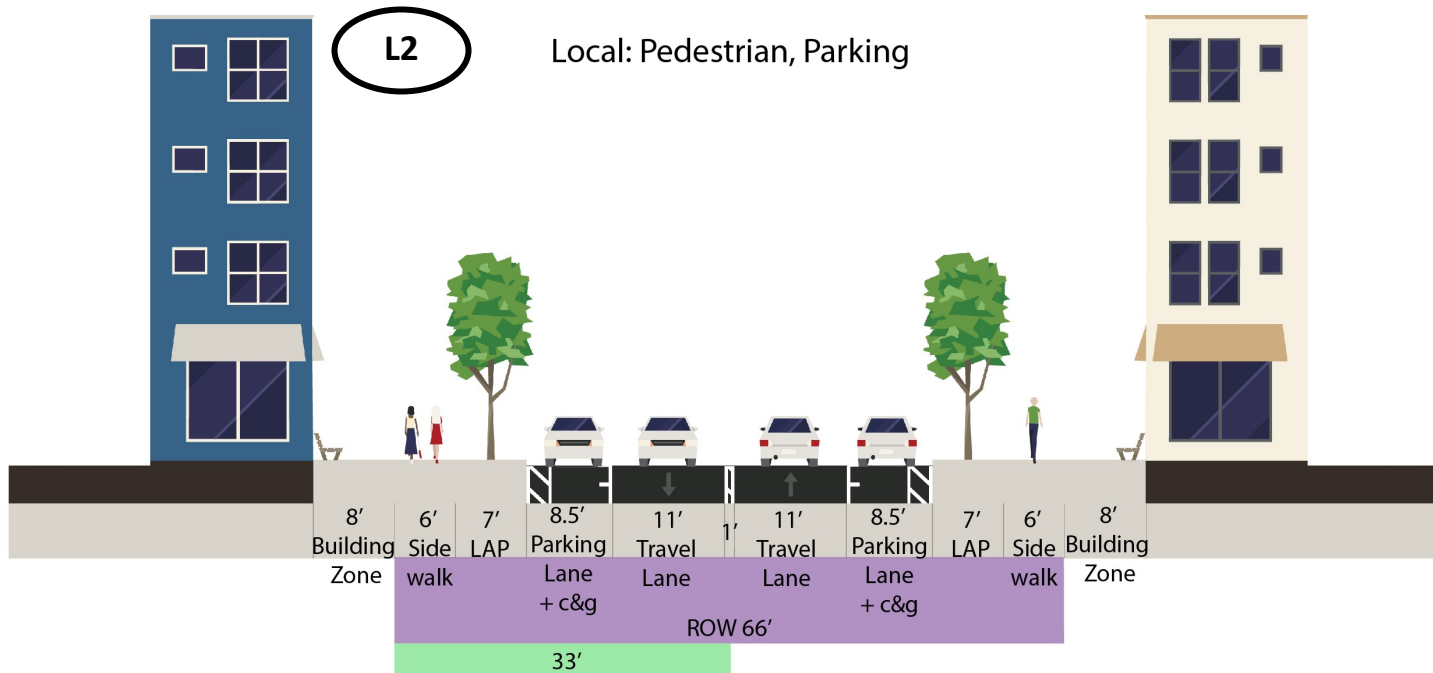 L2
Local: Pedestrian, Parking
8’
Building
Zone
6’
Side
walk
7’
LAP
8.5’
Parking
Lane
+ c&g
11’
Travel
Lane
1’
11’
Travel
Lane
8.5’
Parking
Lane
+ c&g
7’
LAP
6’
Side
walk
8’
Building
Zone
ROW 66’
33’